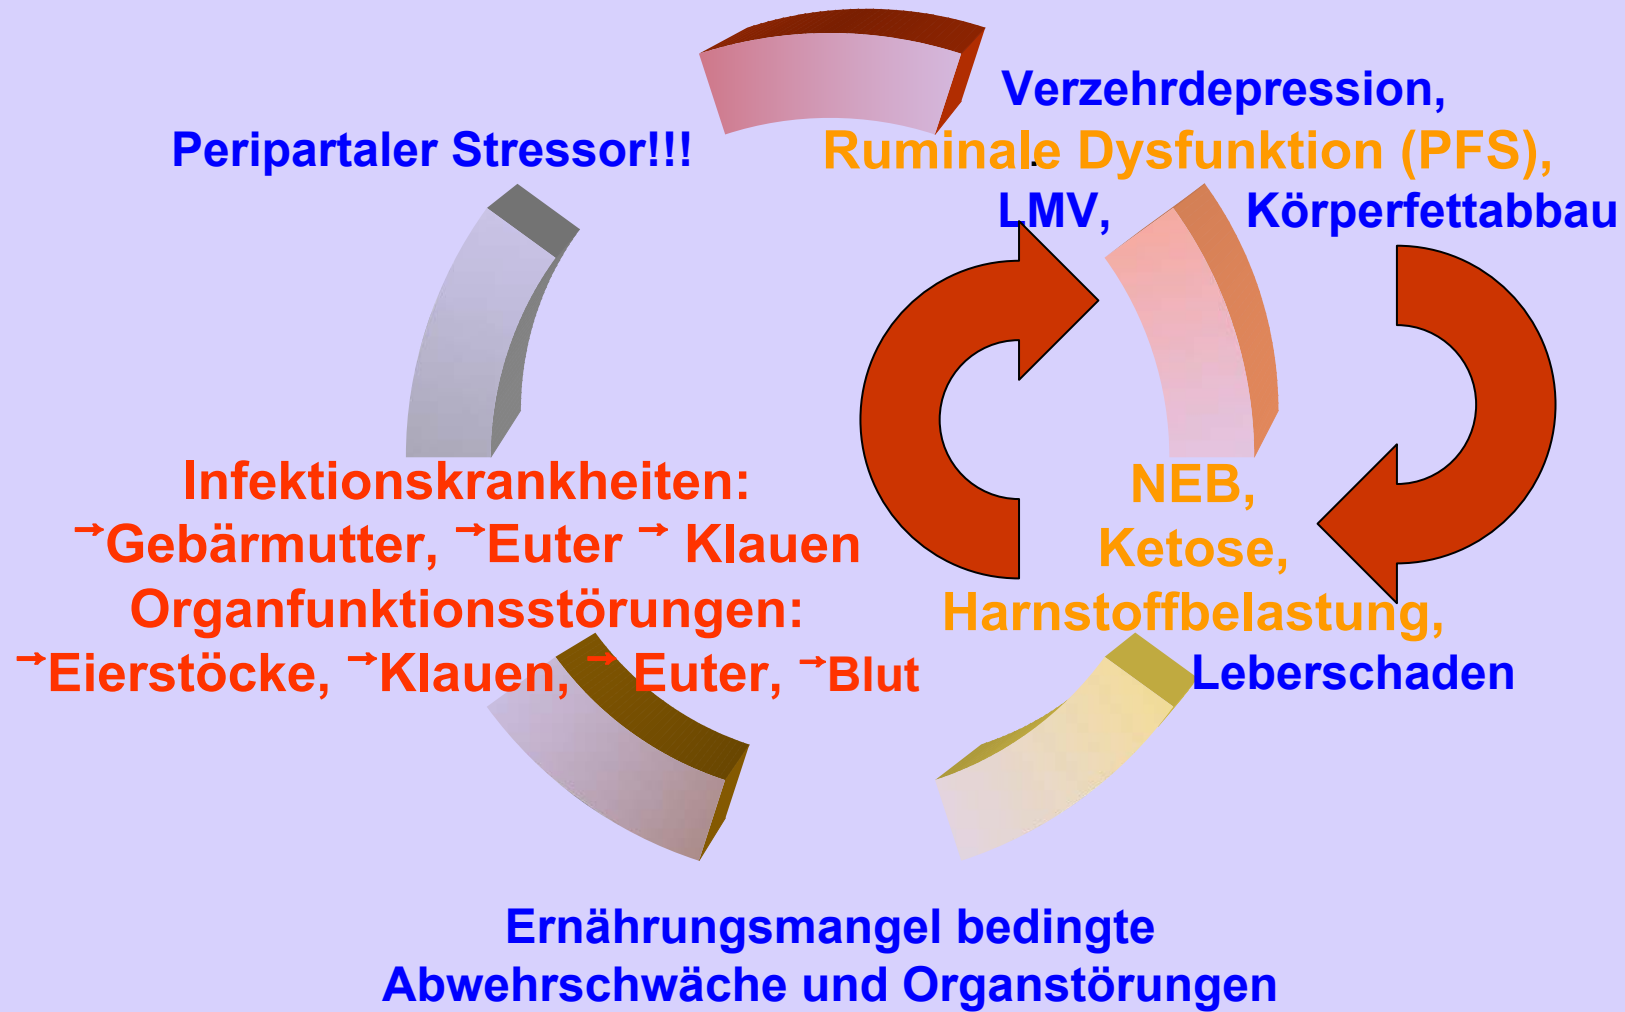 Peripartaler Stressor!!!
Verzehrdepression,
Ruminale Dysfunktion (PFS),
LMV, Körperfettabbau
NEB,
Ketose,
Harnstoffbelastung,
Leberschaden
Ernährungsmangel bedingte
Abwehrschwäche und Organstörungen
Infektionskrankheiten:
→Gebärmutter, →Euter → Klauen
Organfunktionsstörungen:
→Eierstöcke, →Klauen, → Euter, →Blut